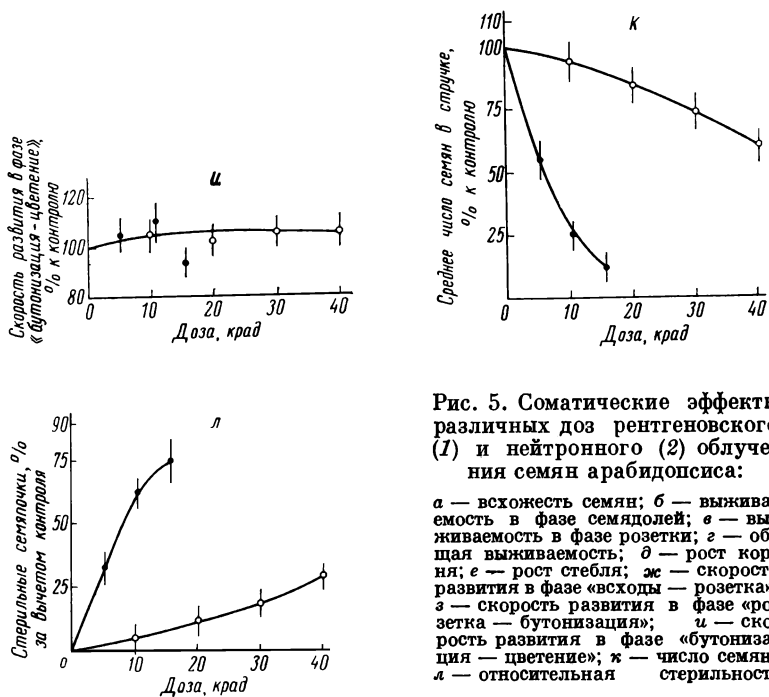 Скорость развития в фазе
«бутонизация-цветение»,
% к контролю
и
120
100
80
0 10 20 30 40
Доза, крад
Среднее число семян в стручке,
% к контролю
к
110
100
75
50
25
0 10 20 30 40
Доза, крад
Стерильные семяпочки, %
за вычетом контроля
л
90
75
50
25
0 10 20 30 40
Доза, крад
Рис. 5. Соматические эффекты
различных доз рентгеновского
(1) и нейтронного (2) облуче-
ния семян арабидопсиса:
а — всхожесть семян; б — выжива-
емость в фазе семядолей; в — вы-
живаемость в фазе розетки; г — об-
щая выживаемость; д — рост кор-
ня; е — рост стебля; ж — скорость
развития в фазе «всходы — розетка»
з — скорость развития в фазе «ро-
зетка — бутонизация»; и — ско-
рость развития в фазе «бутониза-
ция — цветение»; к — число семян
л — относительная стерильность